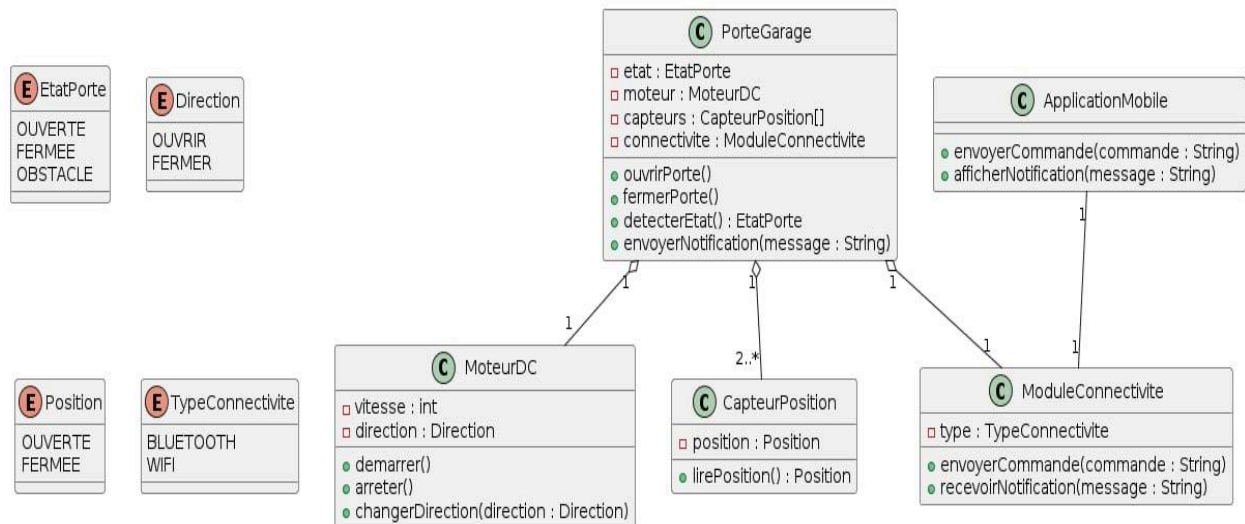 E EtatPorte
OUVERTE
FERMEE
OBSTACLE
E Direction
OUVRIR
FERMER
C PorteGarage
etat : EtatPorte
moteur : MoteurDC
capteurs : CapteurPosition[]
connectivite : ModuleConnectivite
ouvrirPorte()
fermerPorte()
detecterEtat() : EtatPorte
envoyerNotification(message : String)
C ApplicationMobile
envoyerCommande(commande : String)
afficherNotification(message : String)
1
1
1
1
1
1
2..*
1
E Position
OUVERTE
FERMEE
E TypeConnectivite
BLUETOOTH
WIFI
C MoteurDC
vitesse : int
direction : Direction
demarrer()
arreter()
changerDirection(direction : Direction)
C CapteurPosition
position : Position
lirePosition() : Position
C ModuleConnectivite
type : TypeConnectivite
envoyerCommande(commande : String)
recevoirNotification(message : String)